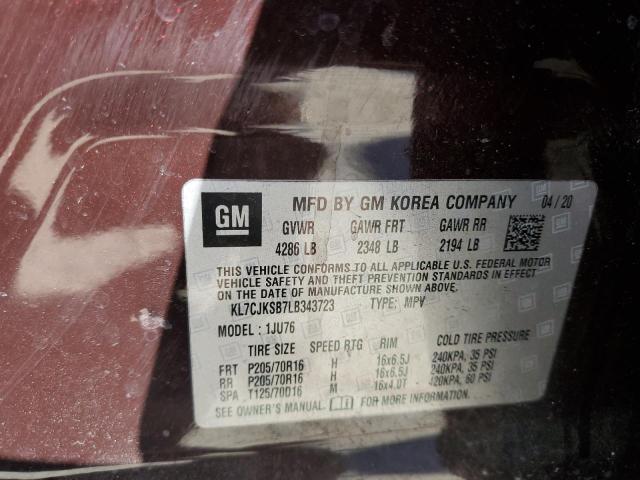 GM MFD BY GM KOREA COMPANY 04/20
GVWR GAWR FRT GAWR RR
4286 LB 2348 LB 2194 LB
THIS VEHICLE CONFORMS TO ALL APPLICABLE U.S. FEDERAL MOTOR
VEHICLE SAFETY AND THEFT PREVENTION STANDARDS IN EFFECT
ON THE DATE OF MANUFACTURE SHOWN ABOVE.
KL7CJKSB7LB343723 TYPE: MPV
MODEL : 1JU76
TIRE SIZE SPEED RTG RIM COLD TIRE PRESSURE
FRT P205/70R16 H 16x6.5J 240KPA, 35 PSI
RR P205/70R16 H 16x6.5J 240KPA, 35 PSI
SPA T125/70D16 M 16x4.0T 420KPA, 60 PSI
SEE OWNER'S MANUAL FOR MORE INFORMATION.